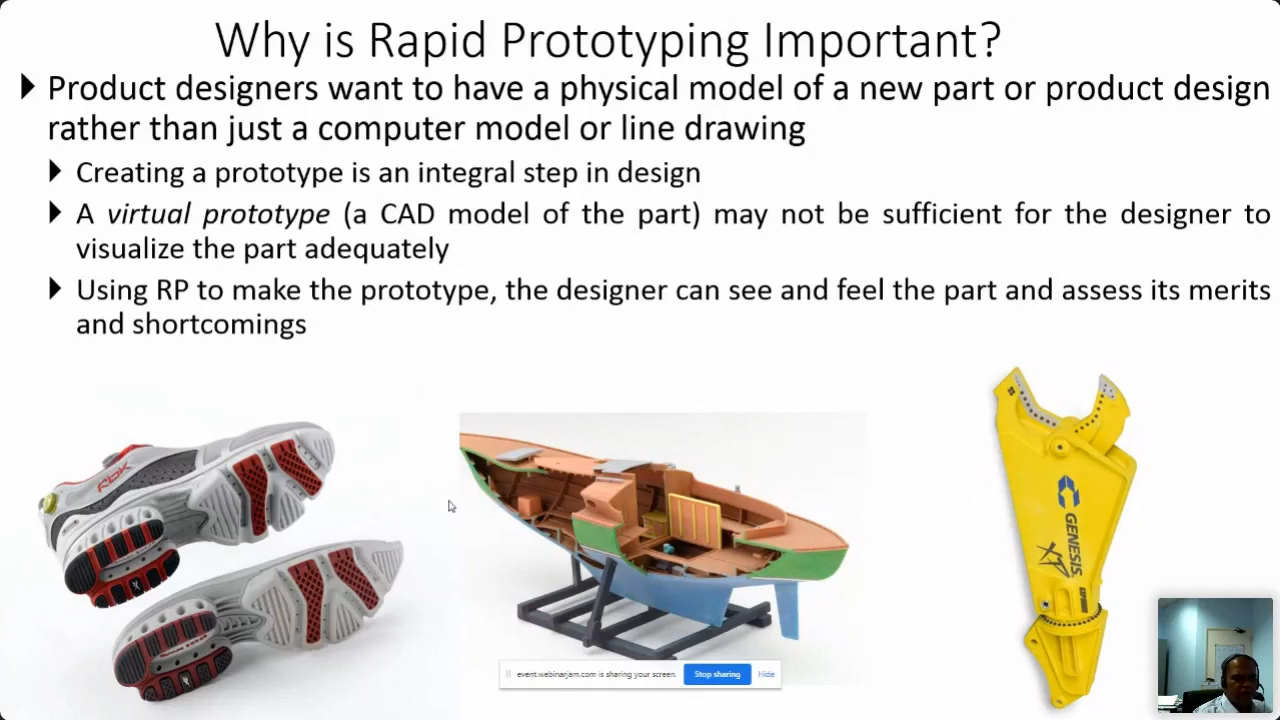 Why is Rapid Prototyping Important?
Product designers want to have a physical model of a new part or product design
rather than just a computer model or line drawing
Creating a prototype is an integral step in design
A virtual prototype (a CAD model of the part) may not be sufficient for the designer to
visualize the part adequately
Using RP to make the prototype, the designer can see and feel the part and assess its merits
and shortcomings
Rbk
GENESIS
XP
event.webinarjam.com is sharing your screen.
Stop sharing
Hide